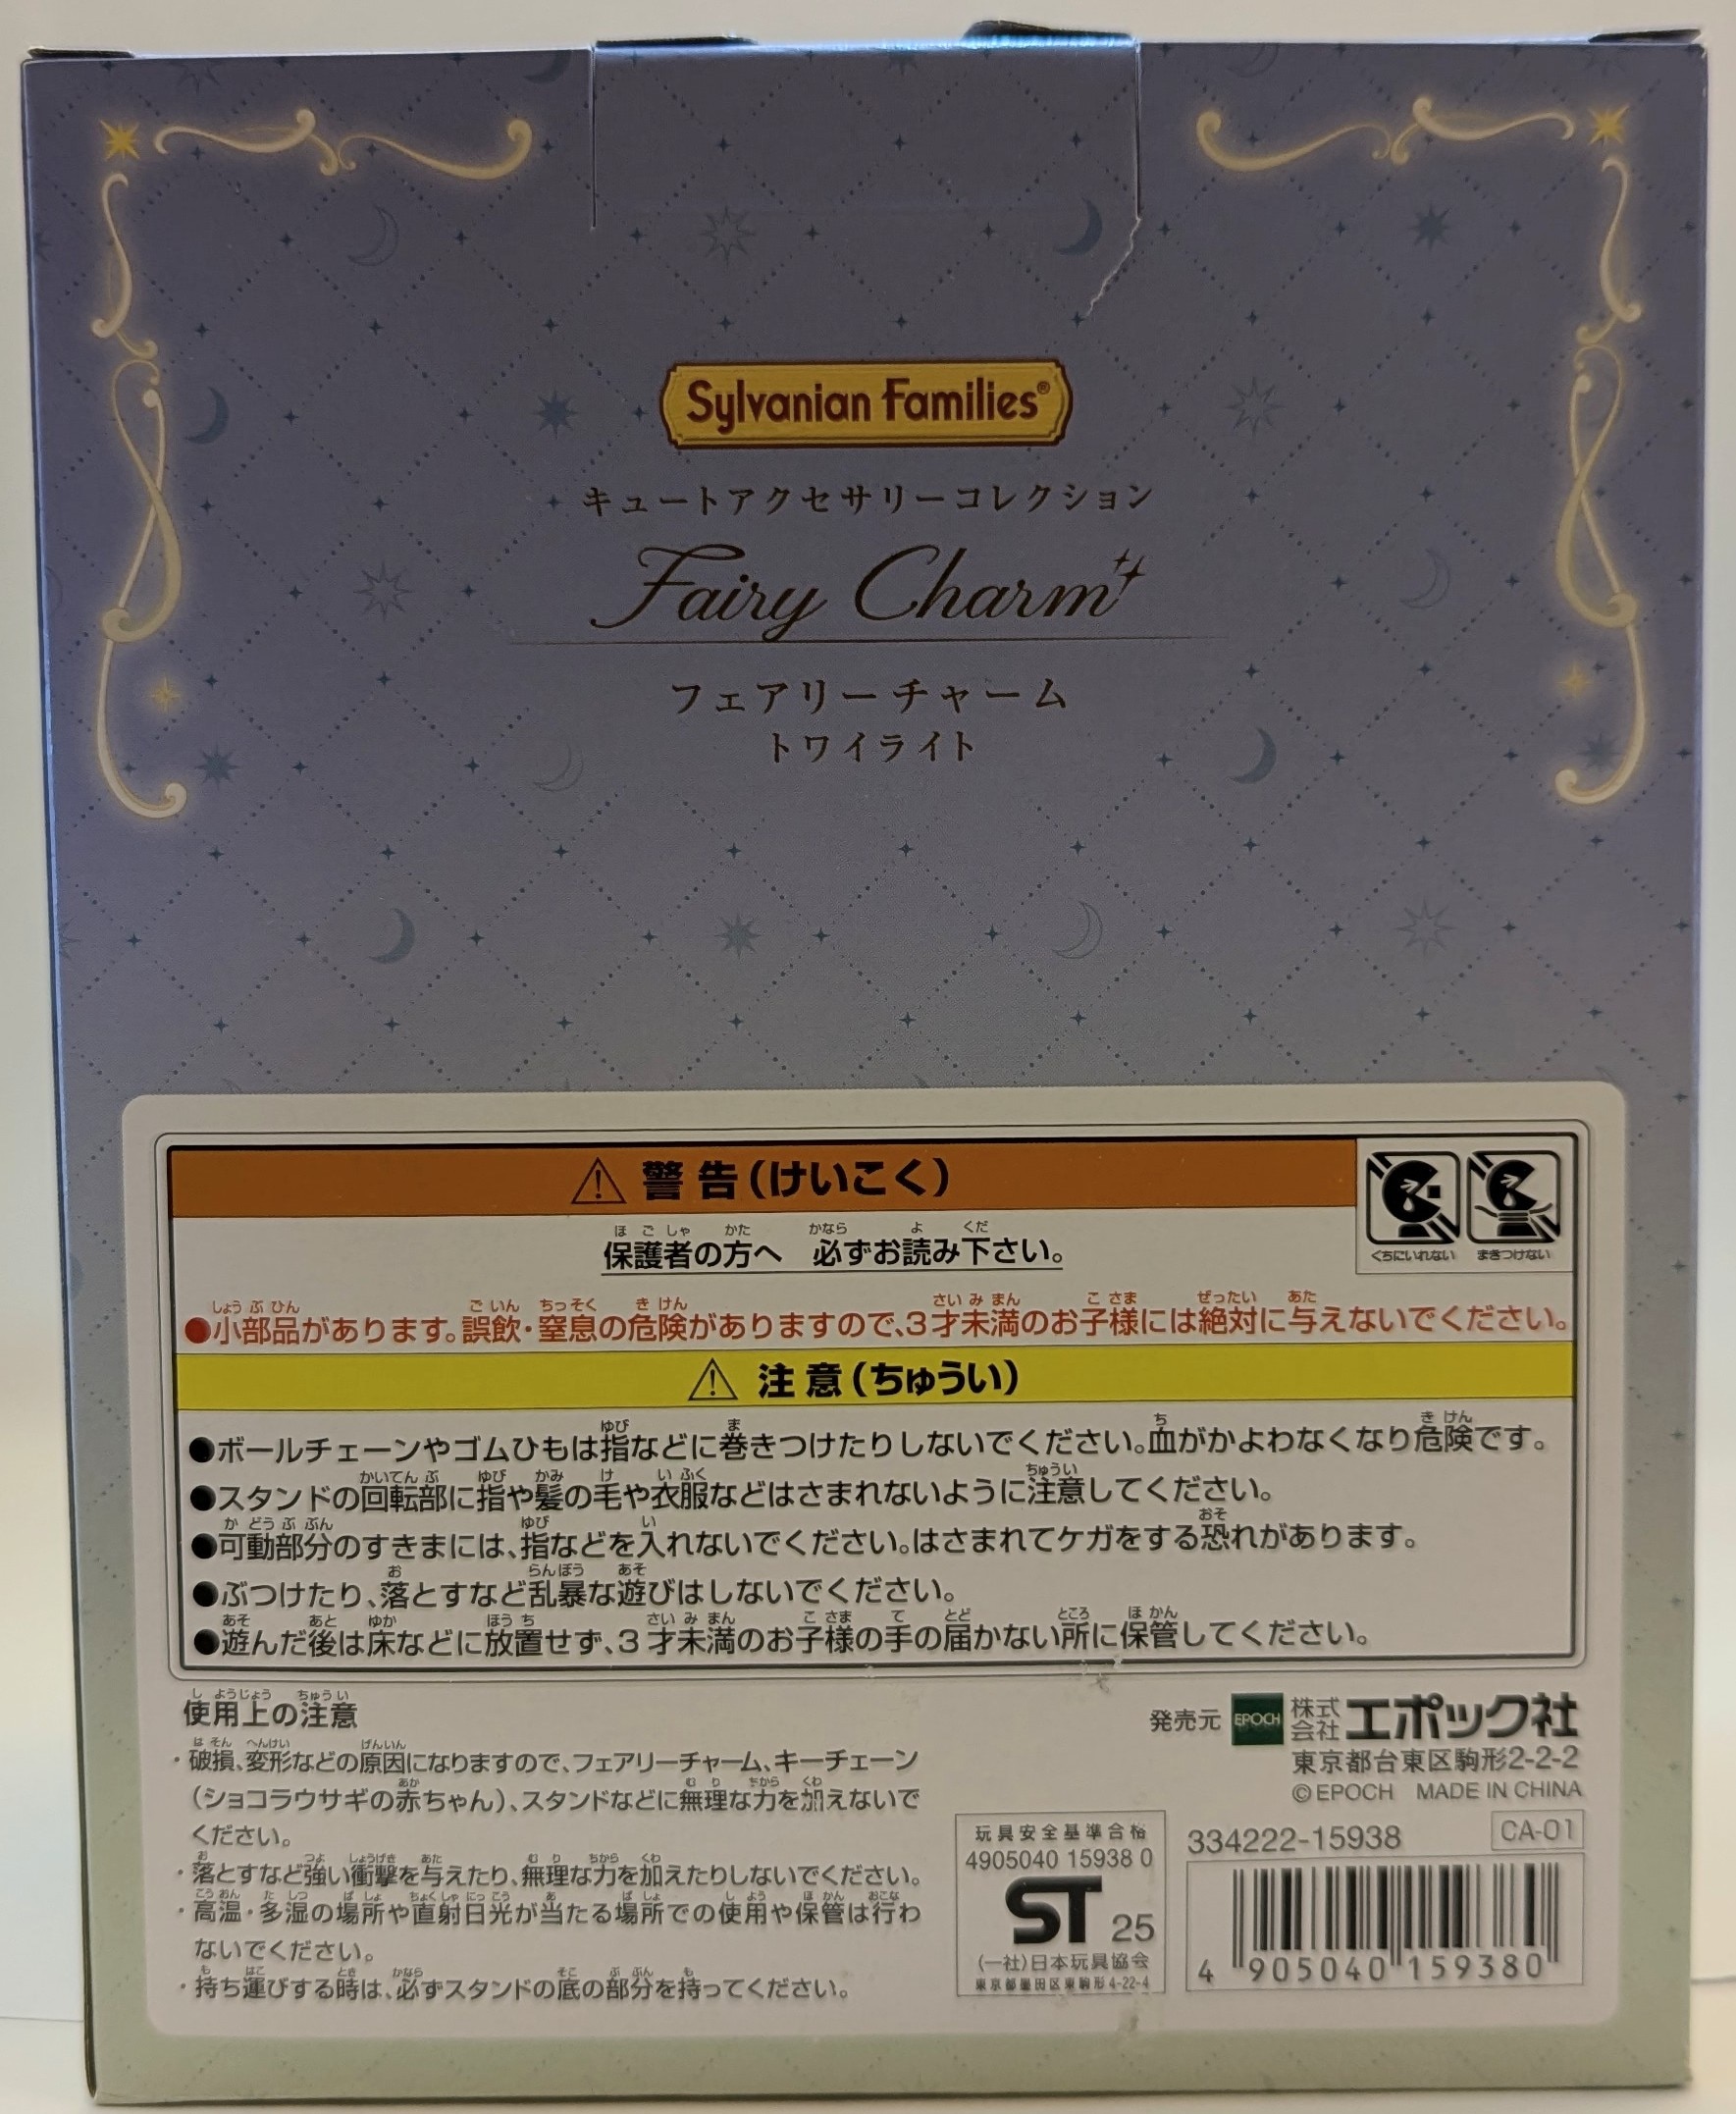 Sylvanian Families®
キュートアクセサリーコレクション
Fairy Charm
フェアリーチャーム
トワイライト
⚠ 警告(けいこく)
くちにいれない まきつけない
保護者の方へ 必ずお読み下さい。
●小部品があります。誤飲・窒息の危険がありますので、3才未満のお子様には絶対に与えないでください。
⚠ 注意(ちゅうい)
●ボールチェーンやゴムひもは指などに巻きつけたりしないでください。血がかよわなくなり危険です。
●スタンドの回転部に指や髪の毛や衣服などはさまれないように注意してください。
●可動部分のすきまには、指などを入れないでください。はさまれてケガをする恐れがあります。
●ぶつけたり、落とすなど乱暴な遊びはしないでください。
●遊んだ後は床などに放置せず、3才未満のお子様の手の届かない所に保管してください。
使用上の注意
・破損、変形などの原因になりますので、フェアリーチャーム、キーチェーン
(ショコラウサギの赤ちゃん)、スタンドなどに無理な力を加えないで
ください。
・落とすなど強い衝撃を与えたり、無理な力を加えたりしないでください。
・高温・多湿の場所や直射日光が当たる場所での使用や保管は行わ
ないでください。
・持ち運びする時は、必ずスタンドの底の部分を持ってください。
発売元 EPOCH 株式会社 エポック社
東京都台東区駒形2-2-2
©EPOCH MADE IN CHINA
玩具安全基準合格
4905040 15938 0
ST 25
(一社)日本玩具協会
東京都墨田区東駒形4-22-4
334222-15938
CA-01
4 905040 159380